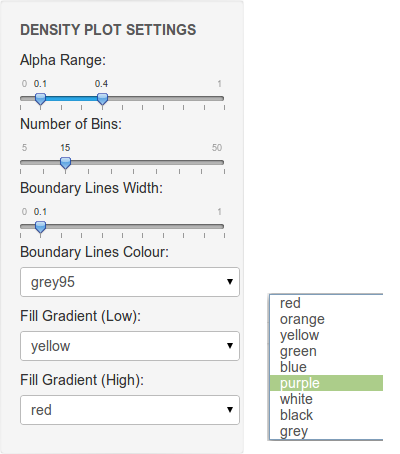 DENSITY PLOT SETTINGS
Alpha Range:
0 0.1 0.4 1
Number of Bins:
5 15 50
Boundary Lines Width:
0 0.1 1
Boundary Lines Colour:
grey95
Fill Gradient (Low):
yellow
Fill Gradient (High):
red
red
orange
yellow
green
blue
purple
white
black
grey